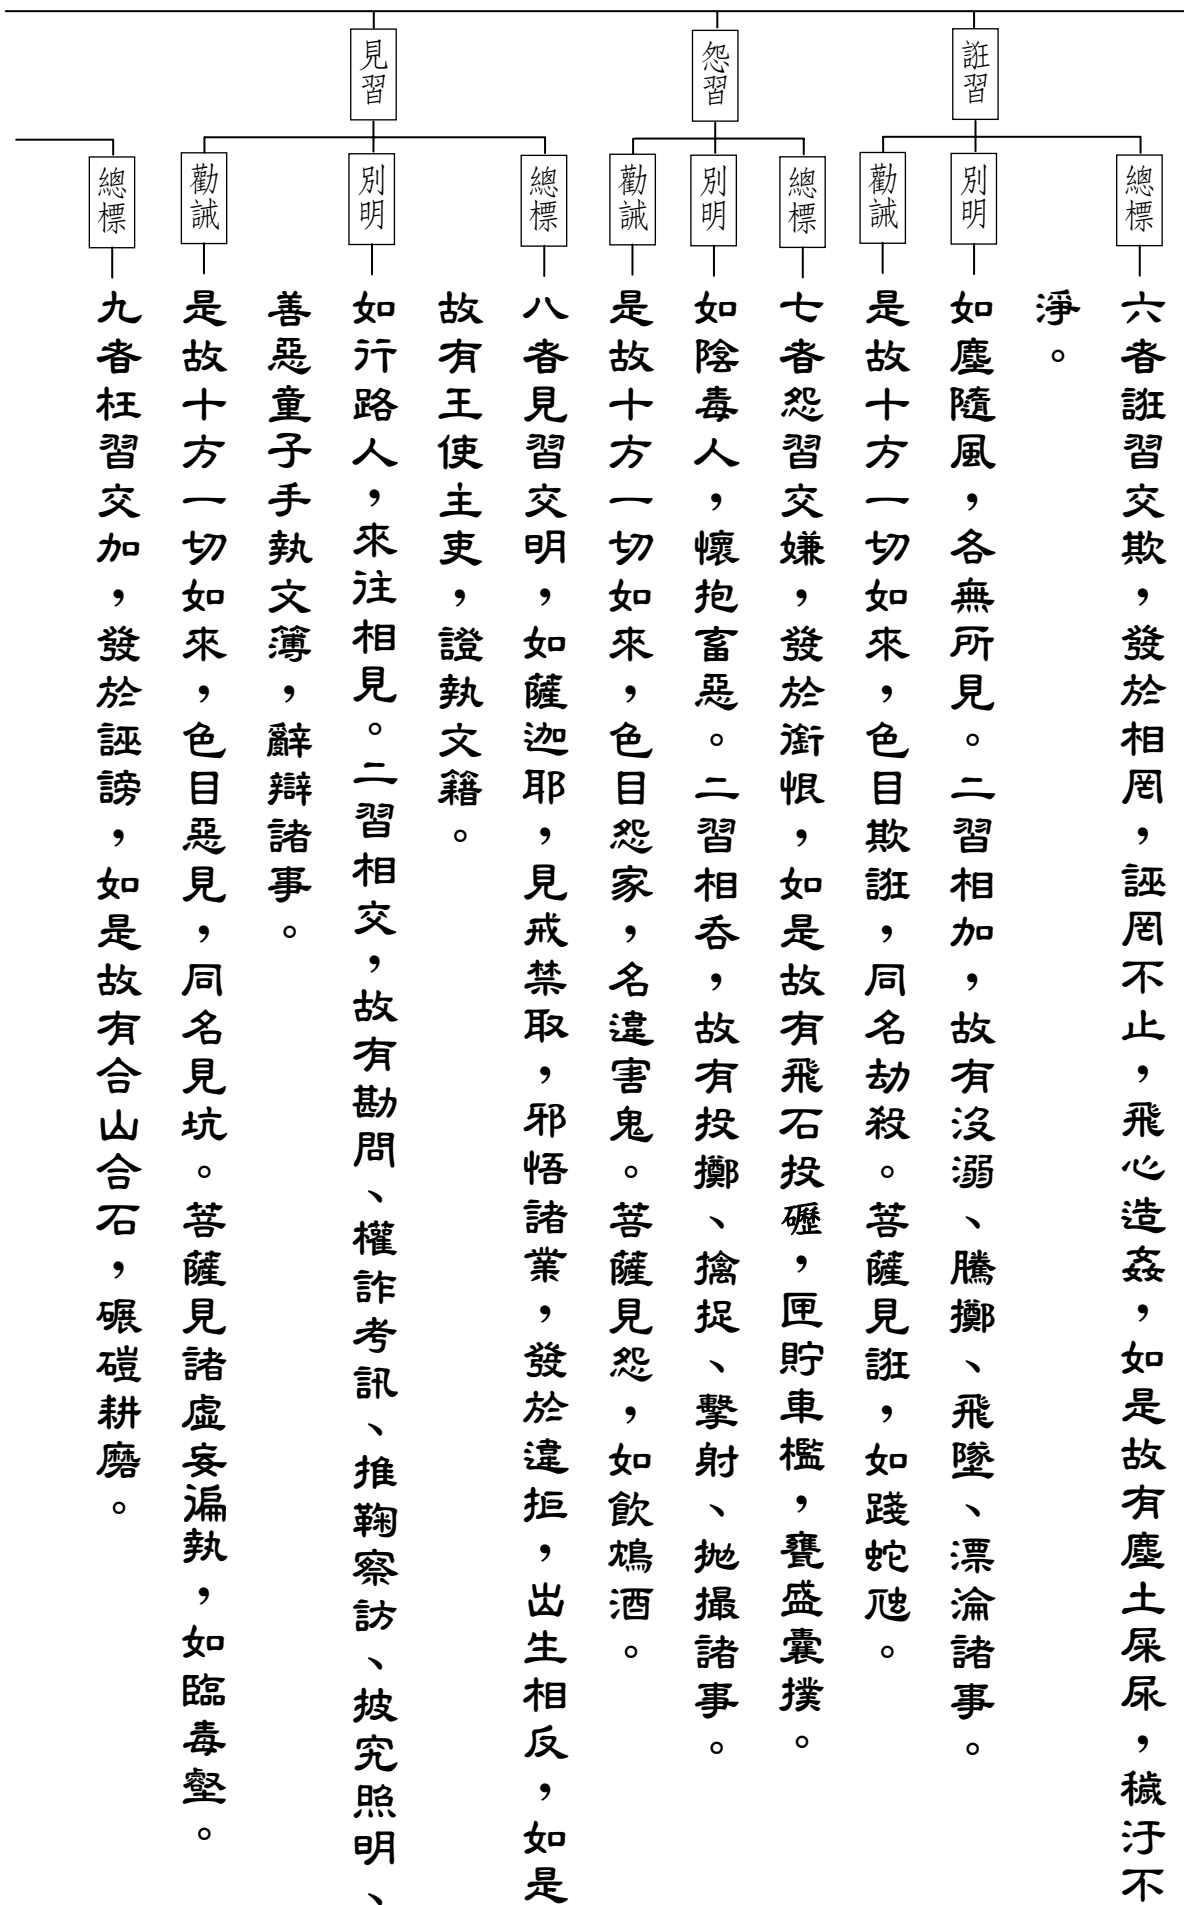 誑習
總標
六者誑習交欺，發於相罔，誣罔不止，飛心造姦，如是故有塵土屎尿，穢汙不
淨。
別明
如塵隨風，各無所見。二習相加，故有沒溺、騰擲、飛墜、漂淪諸事。
勸誡
是故十方一切如來，色目欺誑，同名劫殺。菩薩見誑，如踐蛇虺。
怨習
總標
七者怨習交嫌，發於銜恨，如是故有飛石投礰，匣貯車檻，甕盛囊撲。
別明
如陰毒人，懷抱畜惡。二習相吞，故有投擲、擒捉、擊射、拋撮諸事。
勸誡
是故十方一切如來，色目怨家，名違害鬼。菩薩見怨，如飲鴆酒。
見習
總標
八者見習交明，如薩迦耶，見戒禁取，邪悟諸業，發於違拒，出生相反，如是
故有王使主吏，證執文籍。
別明
如行路人，來往相見。二習相交，故有勘問、權詐考訊、推鞠察訪、披究照明、
善惡童子手執文簿，辭辯諸事。
勸誡
是故十方一切如來，色目惡見，同名見坑。菩薩見諸虛妄徧執，如臨毒壑。
總標
九者枉習交加，發於誣謗，如是故有合山合石，碾磑耕磨。